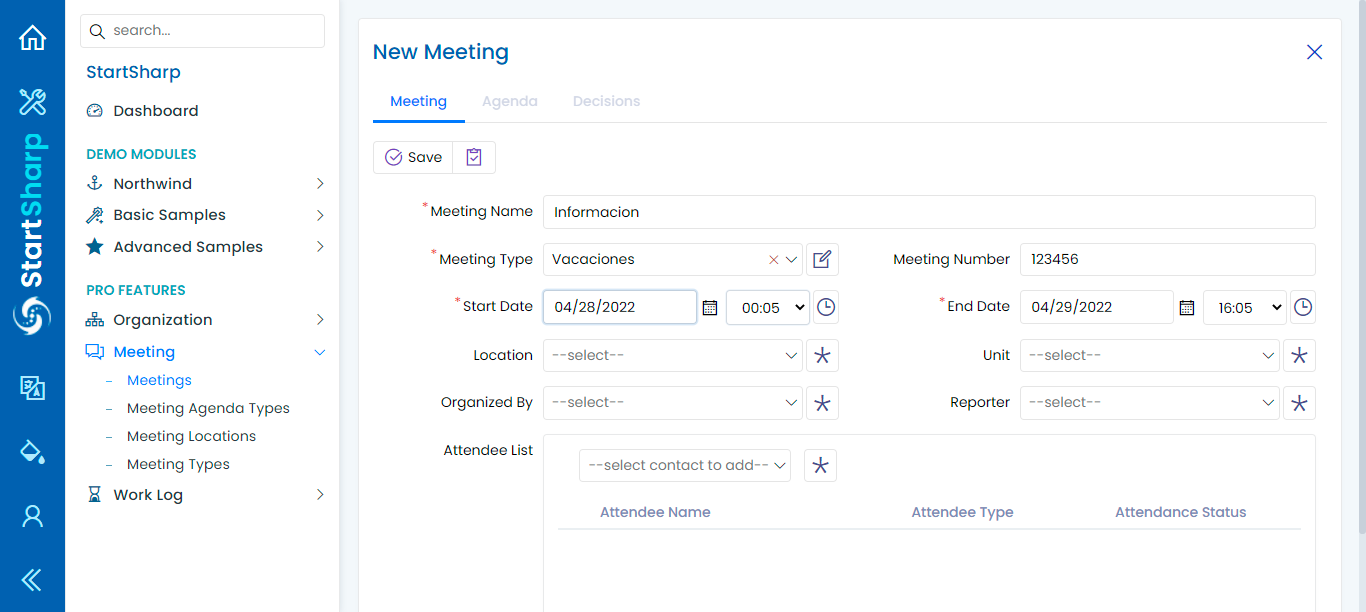 StartSharp
search...
StartSharp
Dashboard
DEMO MODULES
Northwind
Basic Samples
Advanced Samples
PRO FEATURES
Organization
Meeting
Meetings
Meeting Agenda Types
Meeting Locations
Meeting Types
Work Log
New Meeting
Meeting Agenda Decisions
Save
*Meeting Name Informacion
*Meeting Type Vacaciones Meeting Number 123456
*Start Date 04/28/2022 00:05 *End Date 04/29/2022 16:05
Location --select-- Unit --select--
Organized By --select-- Reporter --select--
Attendee List
--select contact to add--
Attendee Name Attendee Type Attendance Status